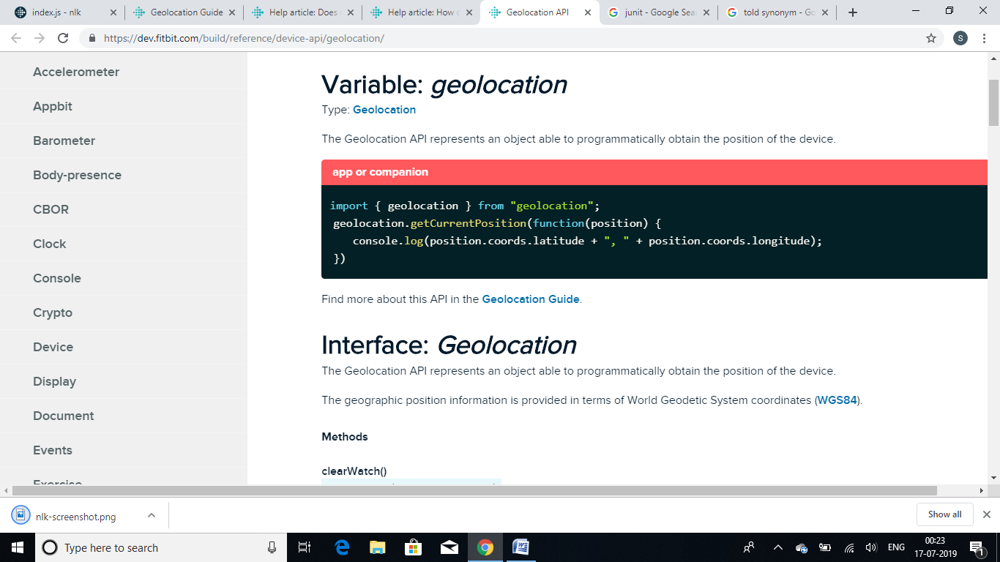 index.js - nlk
Geolocation Guide
Help article: Does
Help article: How
Geolocation API
junit - Google Sea
told synonym - Go
https://dev.fitbit.com/build/reference/device-api/geolocation/
S
Accelerometer
Appbit
Barometer
Body-presence
CBOR
Clock
Console
Crypto
Device
Display
Document
Events
Exercise
Variable: geolocation
Type: Geolocation
The Geolocation API represents an object able to programmatically obtain the position of the device.
app or companion
import { geolocation } from "geolocation";
geolocation.getCurrentPosition(function(position) {
console.log(position.coords.latitude + ", " + position.coords.longitude);
})
Find more about this API in the Geolocation Guide.
Interface: Geolocation
The Geolocation API represents an object able to programmatically obtain the position of the device.
The geographic position information is provided in terms of World Geodetic System coordinates (WGS84).
Methods
clearWatch()
nlk-screenshot.png
Show all
Type here to search
ENG
00:23
17-07-2019
1